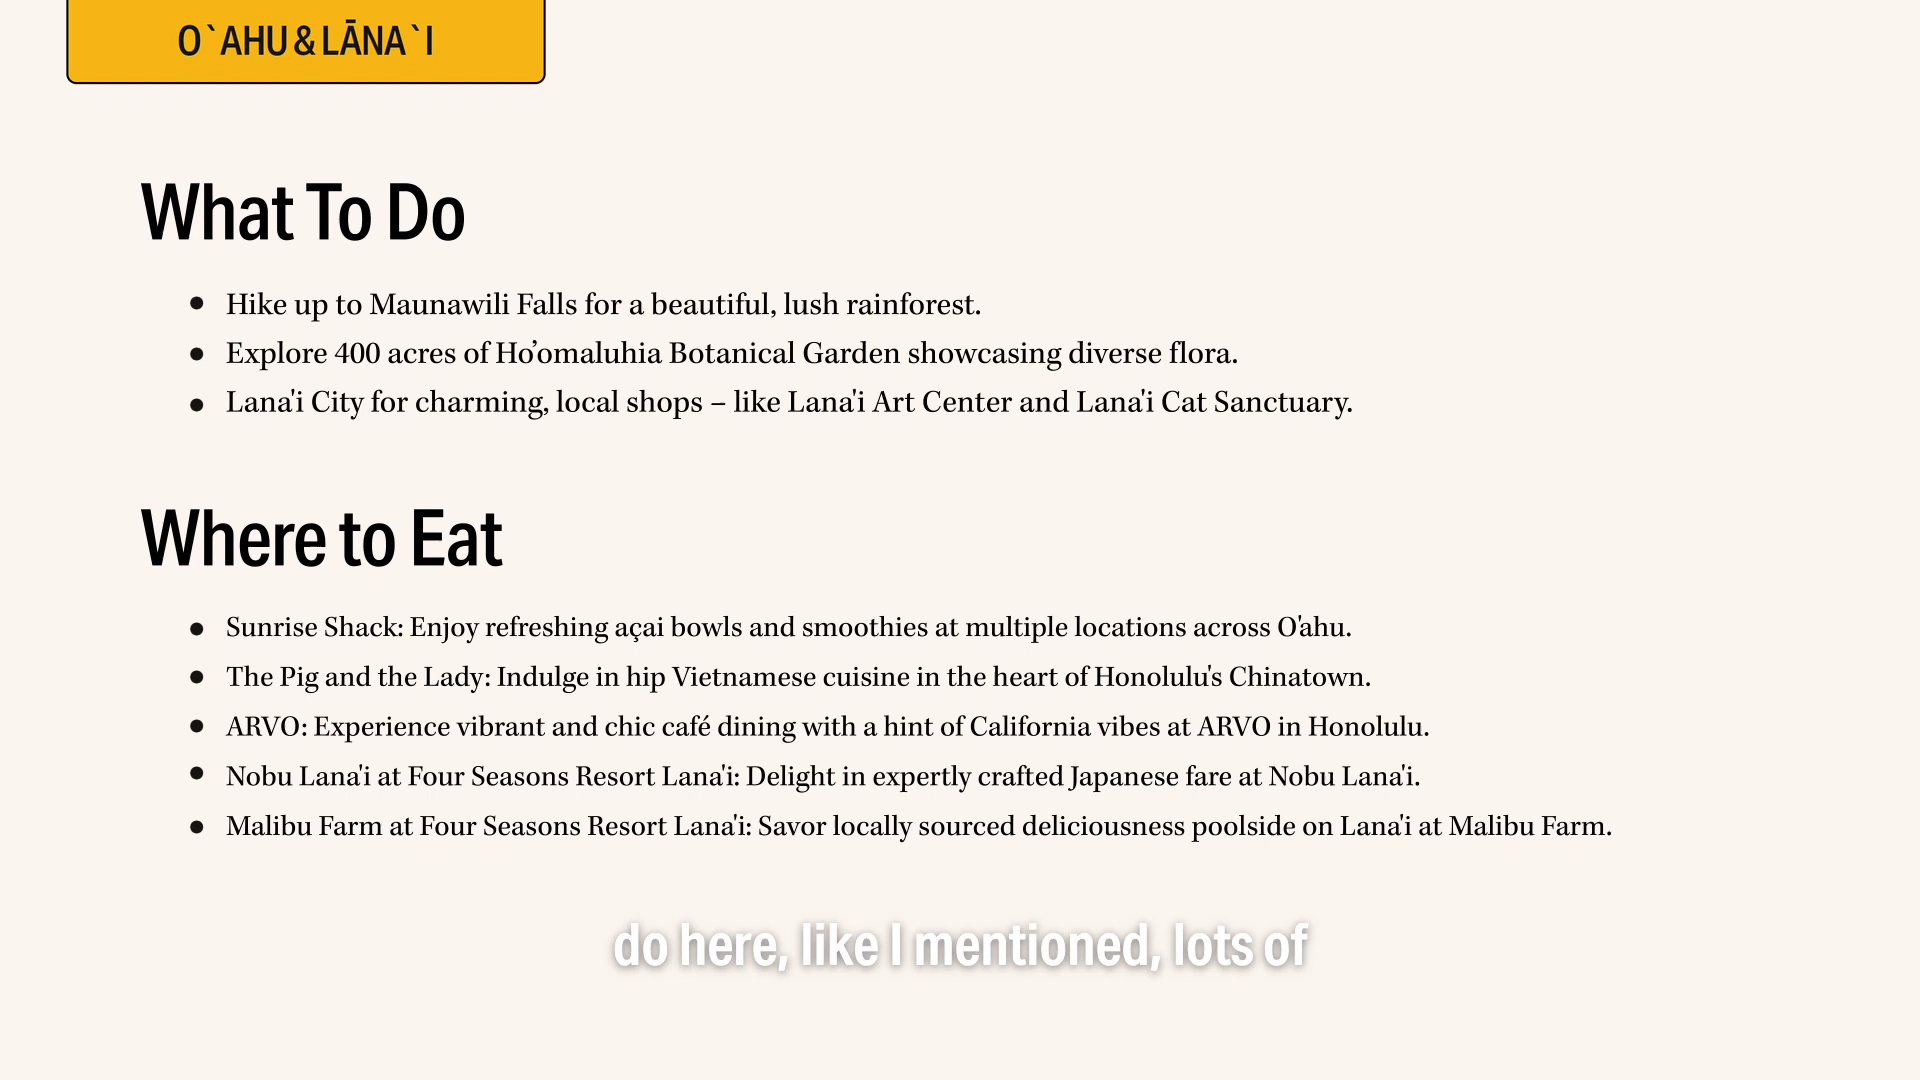 O`AHU & LĀNA`I
What To Do
• Hike up to Maunawili Falls for a beautiful, lush rainforest.
• Explore 400 acres of Ho’omaluhia Botanical Garden showcasing diverse flora.
• Lana'i City for charming, local shops – like Lana'i Art Center and Lana'i Cat Sanctuary.
Where to Eat
• Sunrise Shack: Enjoy refreshing açai bowls and smoothies at multiple locations across O'ahu.
• The Pig and the Lady: Indulge in hip Vietnamese cuisine in the heart of Honolulu's Chinatown.
• ARVO: Experience vibrant and chic café dining with a hint of California vibes at ARVO in Honolulu.
• Nobu Lana'i at Four Seasons Resort Lana'i: Delight in expertly crafted Japanese fare at Nobu Lana'i.
• Malibu Farm at Four Seasons Resort Lana'i: Savor locally sourced deliciousness poolside on Lana'i at Malibu Farm.
do here, like I mentioned, lots of